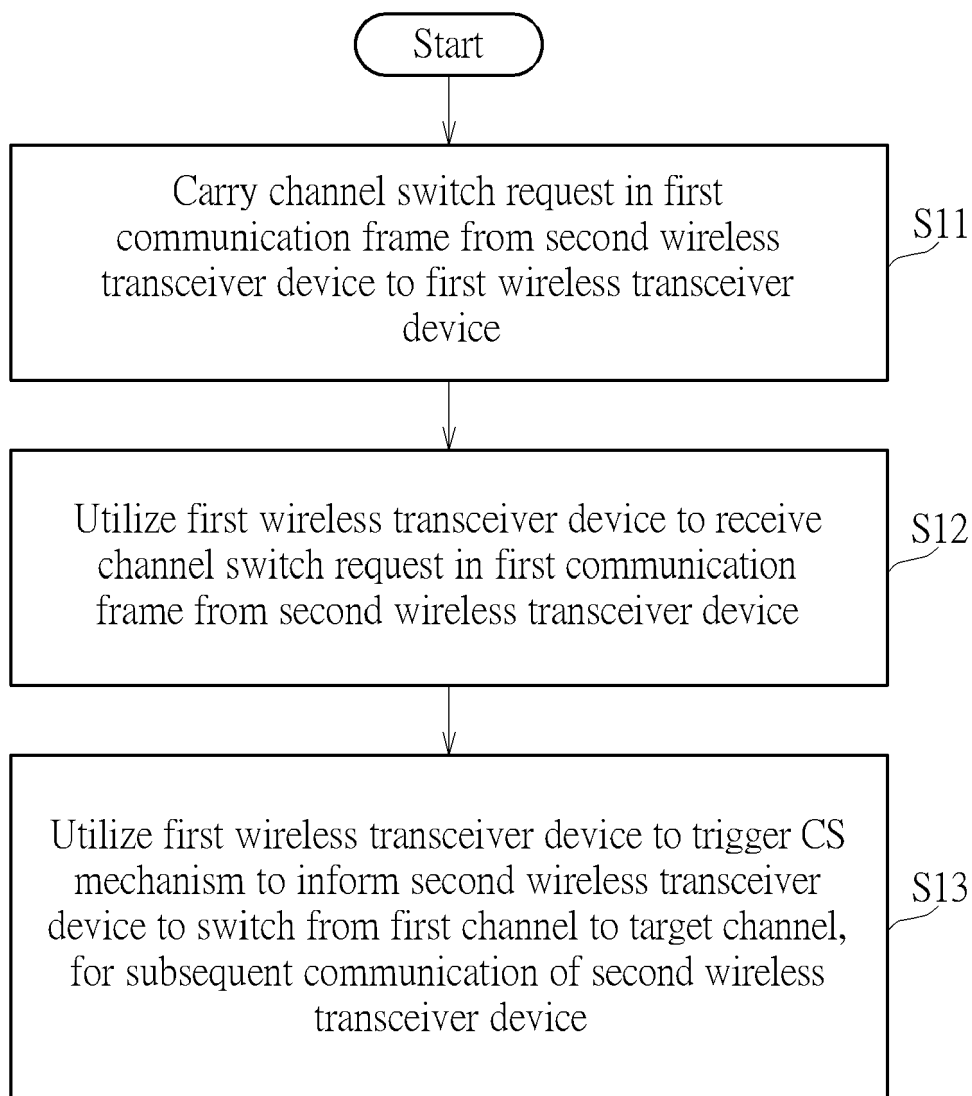 Start
Carry channel switch request in first
communication frame from second wireless
transceiver device to first wireless transceiver
device
S11
Utilize first wireless transceiver device to receive
channel switch request in first communication
frame from second wireless transceiver device
S12
Utilize first wireless transceiver device to trigger CS
mechanism to inform second wireless transceiver
device to switch from first channel to target channel,
for subsequent communication of second wireless
transceiver device
S13